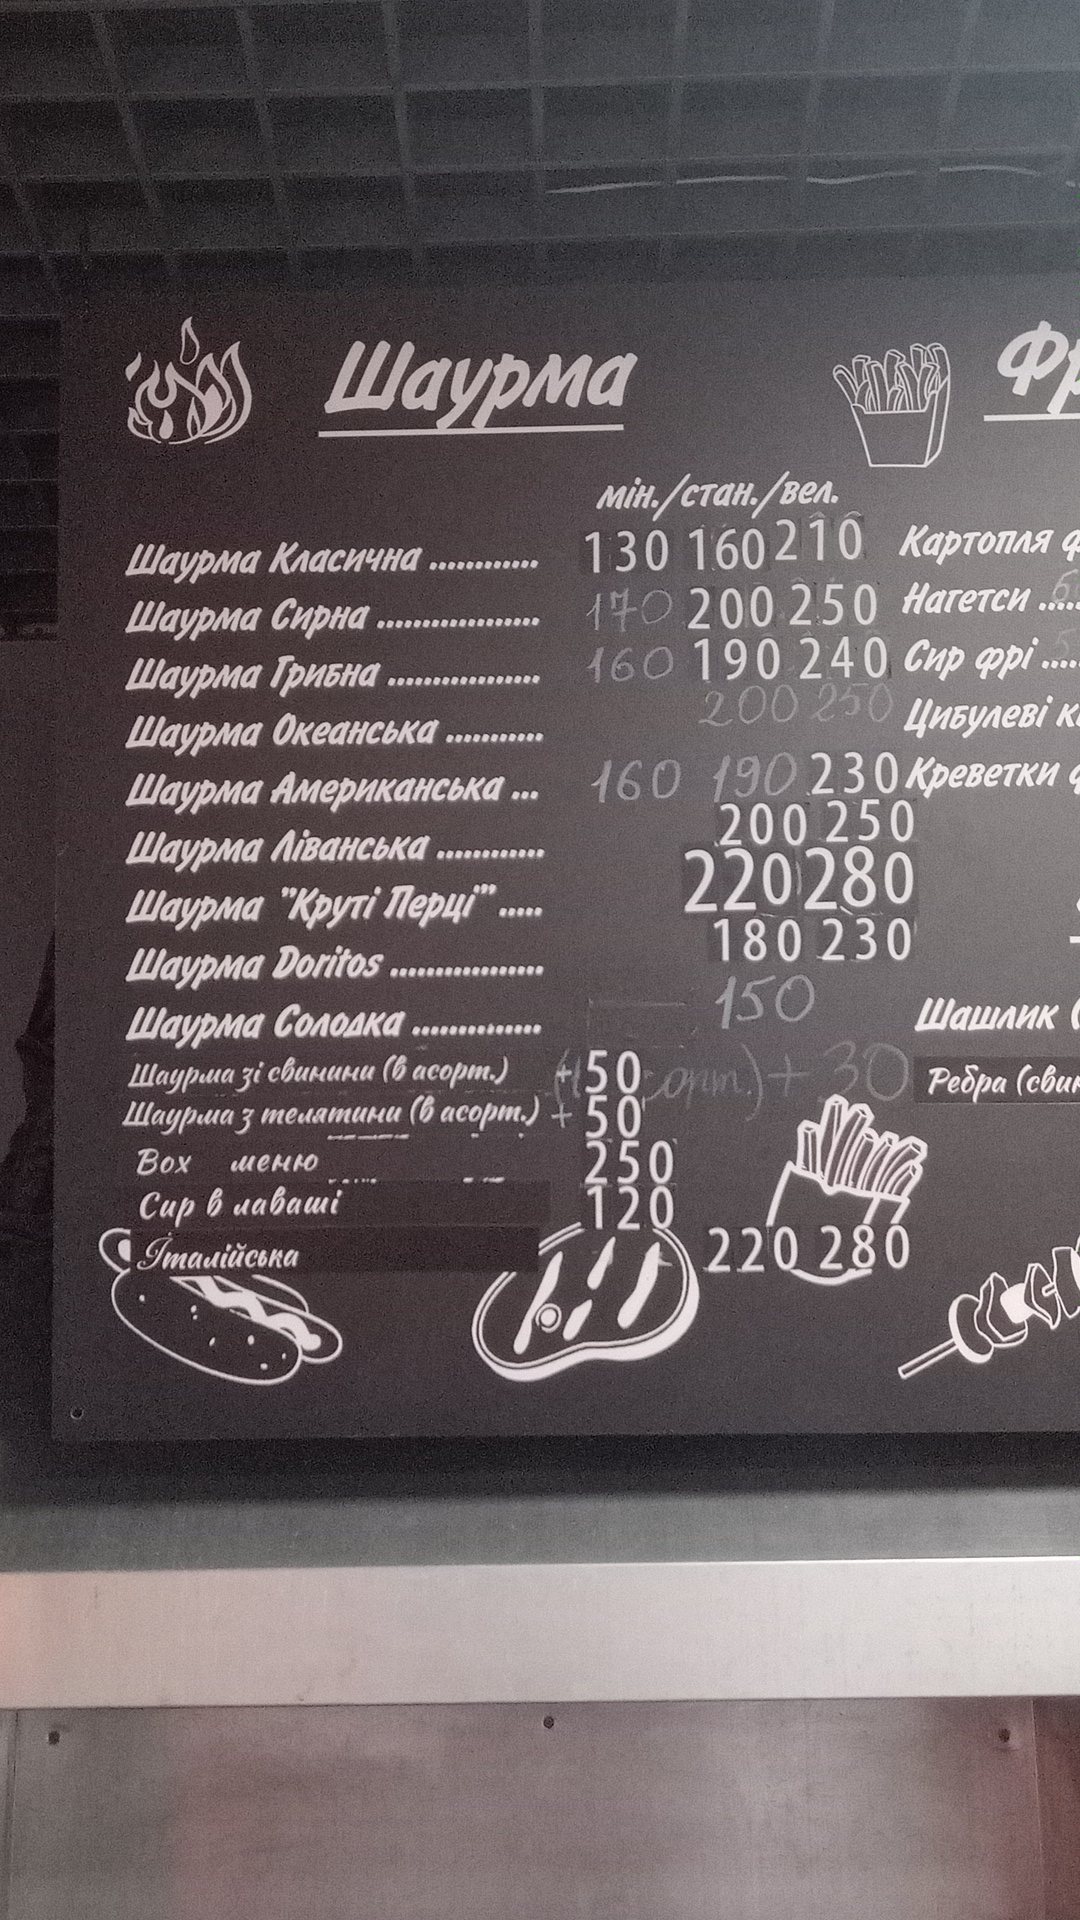 Шаурма
мін./стан./вел.
Шаурма Класична ............ 130 160 210
Шаурма Сирна .................. 170 200 250
Шаурма Грибна ................. 160 190 240
Шаурма Океанська ........... 200 250
Шаурма Американська ... 160 190 230
Шаурма Ліванська ............ 200 250
Шаурма "Круті Перці" ..... 220 280
Шаурма Doritos ................. 180 230
Шаурма Солодка .............. 150
Шаурма зі свинини (в асорт.) +50 + 30
Шаурма з телятини (в асорт.) + 50
Box меню 250
Сир в лаваші 120
Італійська 220 280
Картопля
Нагетси .....
Сир фрі ....
Цибулеві
Креветки
Шашлик (
Ребра